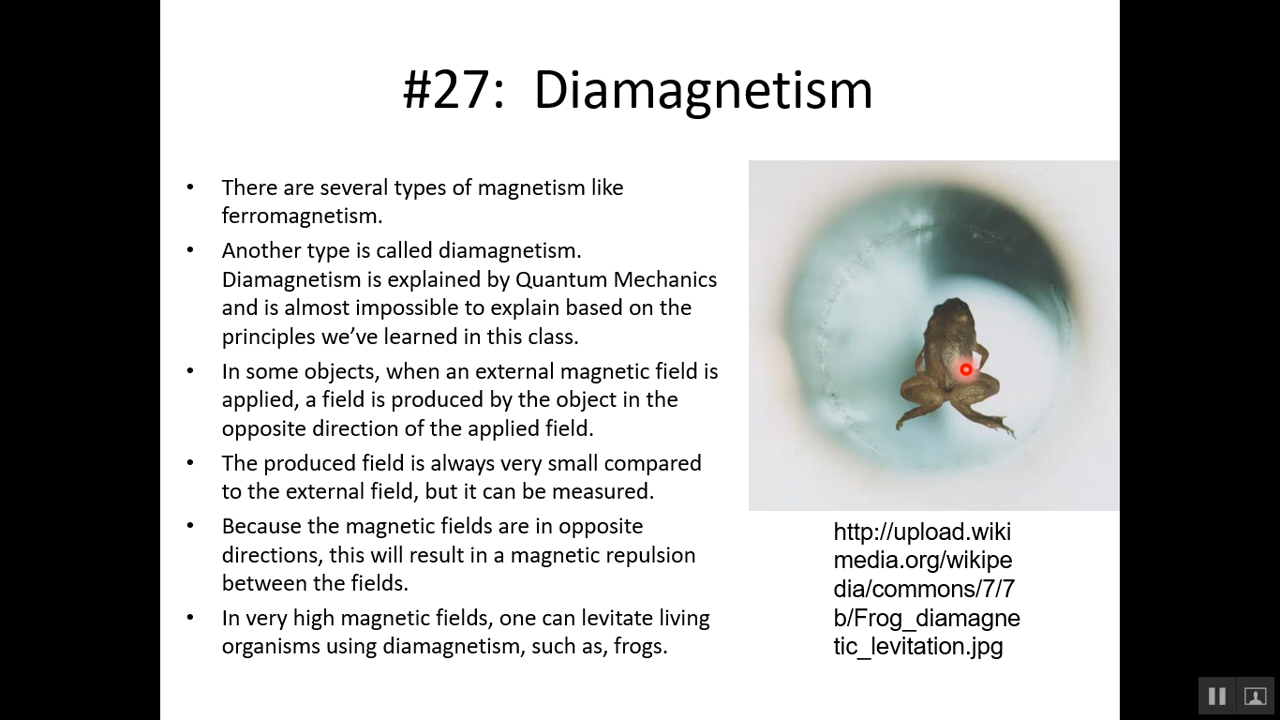 #27:  Diamagnetism
• There are several types of magnetism like
ferromagnetism.
• Another type is called diamagnetism.
Diamagnetism is explained by Quantum Mechanics
and is almost impossible to explain based on the
principles we’ve learned in this class.
• In some objects, when an external magnetic field is
applied, a field is produced by the object in the
opposite direction of the applied field.
• The produced field is always very small compared
to the external field, but it can be measured.
• Because the magnetic fields are in opposite
directions, this will result in a magnetic repulsion
between the fields.
• In very high magnetic fields, one can levitate living
organisms using diamagnetism, such as, frogs.
http://upload.wiki
media.org/wikipe
dia/commons/7/7
b/Frog_diamagne
tic_levitation.jpg